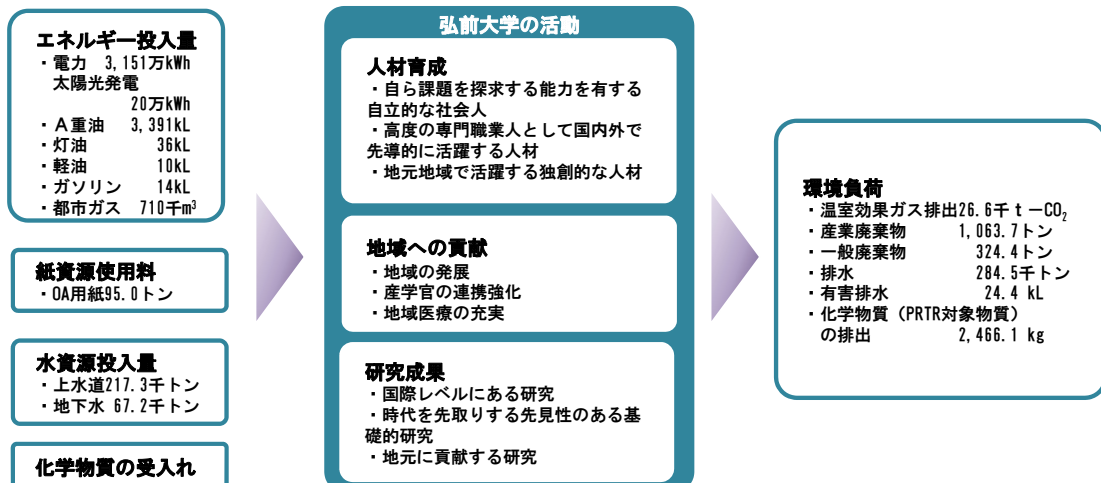 エネルギー投入量
・電力 3,151万kWh
太陽光発電
20万kWh
・A重油 3,391kL
・灯油 36kL
・軽油 10kL
・ガソリン 14kL
・都市ガス 710千m³
紙資源使用料
・OA用紙95.0トン
水資源投入量
・上水道217.3千トン
・地下水 67.2千トン
化学物質の受入れ
弘前大学の活動
人材育成
・自ら課題を探求する能力を有する
自立的な社会人
・高度の専門職業人として国内外で
先導的に活躍する人材
・地元地域で活躍する独創的な人材
地域への貢献
・地域の発展
・産学官の連携強化
・地域医療の充実
研究成果
・国際レベルにある研究
・時代を先取りする先見性のある基
礎的研究
・地元に貢献する研究
環境負荷
・温室効果ガス排出26.6千t－CO₂
・産業廃棄物 1,063.7トン
・一般廃棄物 324.4トン
・排水 284.5千トン
・有害排水 24.4 kL
・化学物質（PRTR対象物質）
の排出 2,466.1 kg